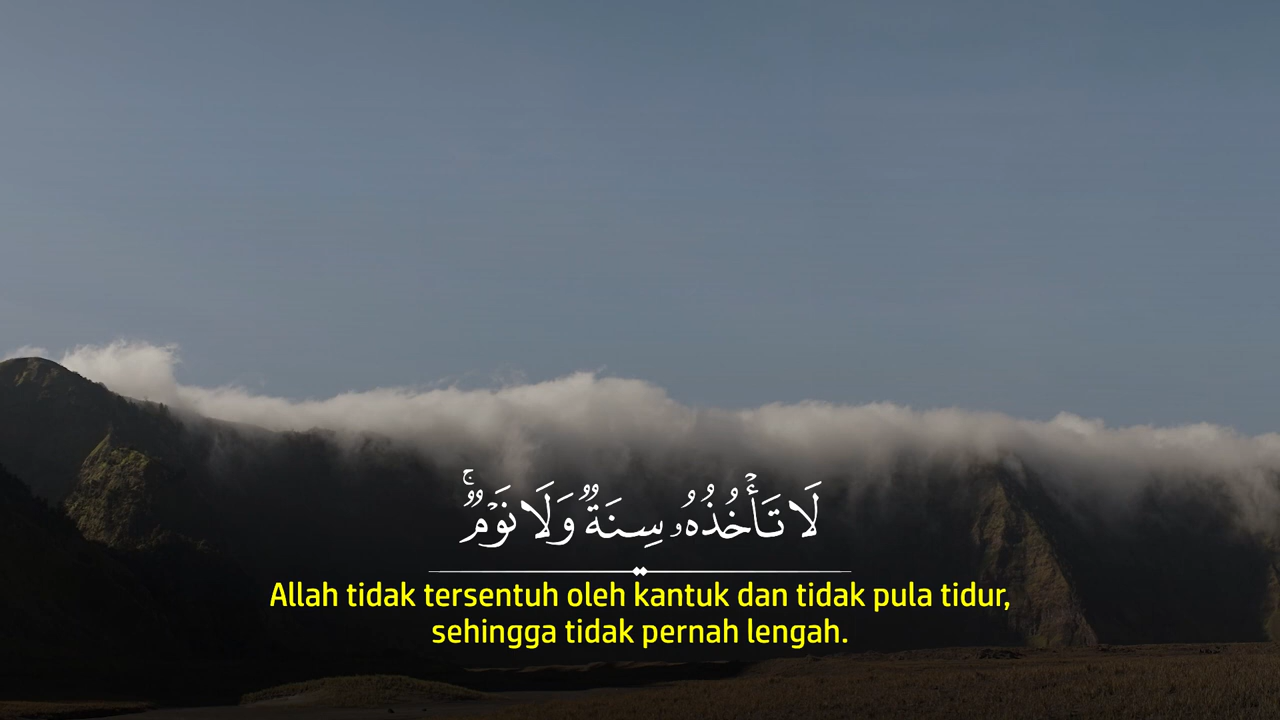 لَا تَأۡخُذُهُۥ سِنَةٌ وَلَا نَوۡمٌۚ
Allah tidak tersentuh oleh kantuk dan tidak pula tidur,
sehingga tidak pernah lengah.